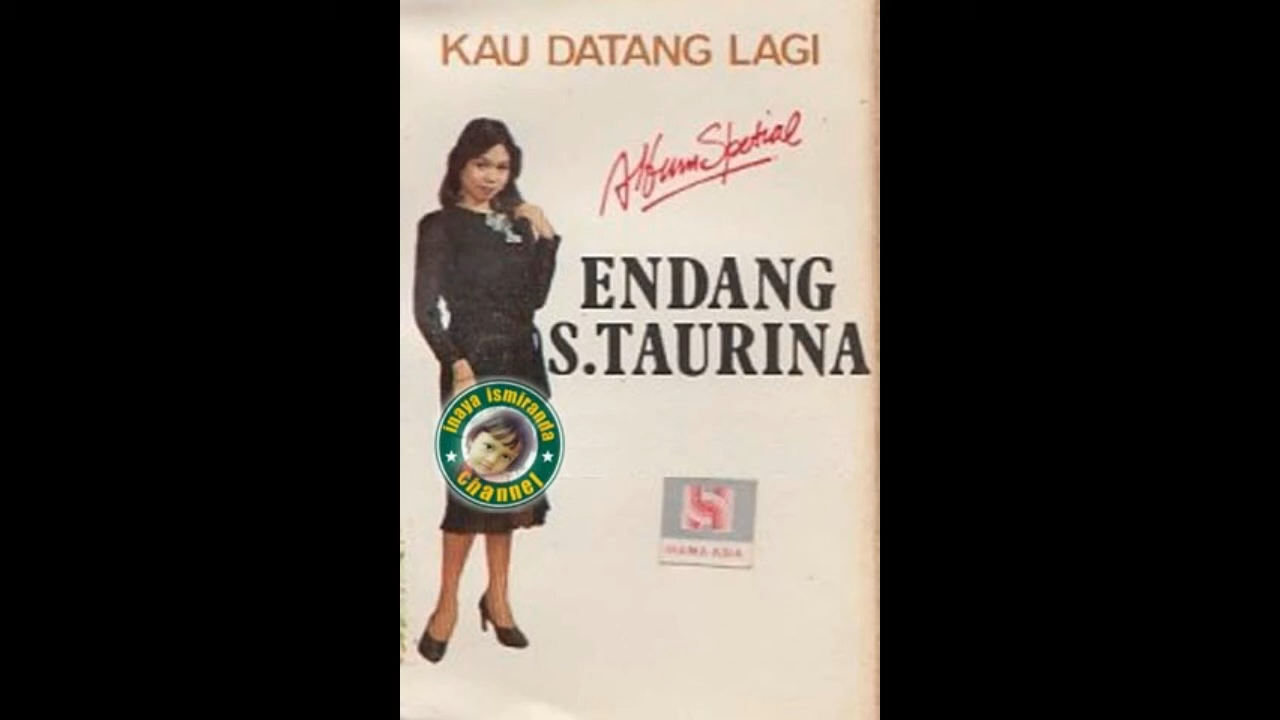 KAU DATANG LAGI
Album Spesial
ENDANG
S.TAURINA
inaya ismiranda
channel